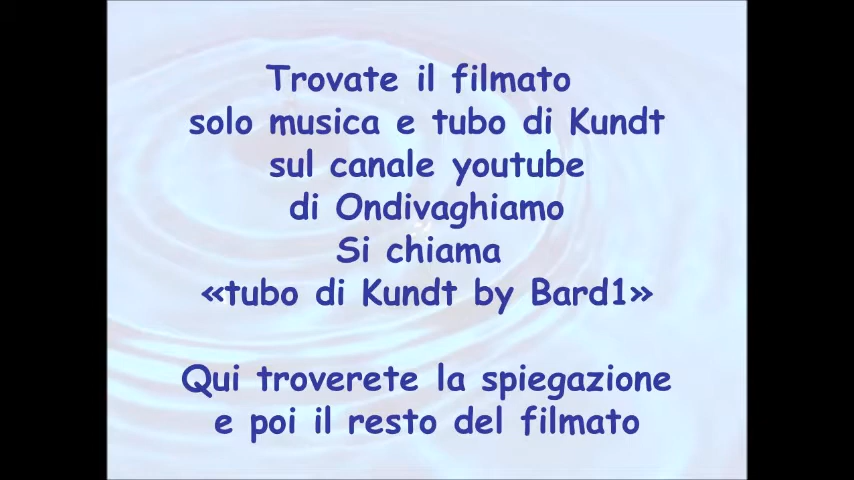 Trovate il filmato
solo musica e tubo di Kundt
sul canale youtube
di Ondivaghiamo
Si chiama
«tubo di Kundt by Bard1»
Qui troverete la spiegazione
e poi il resto del filmato